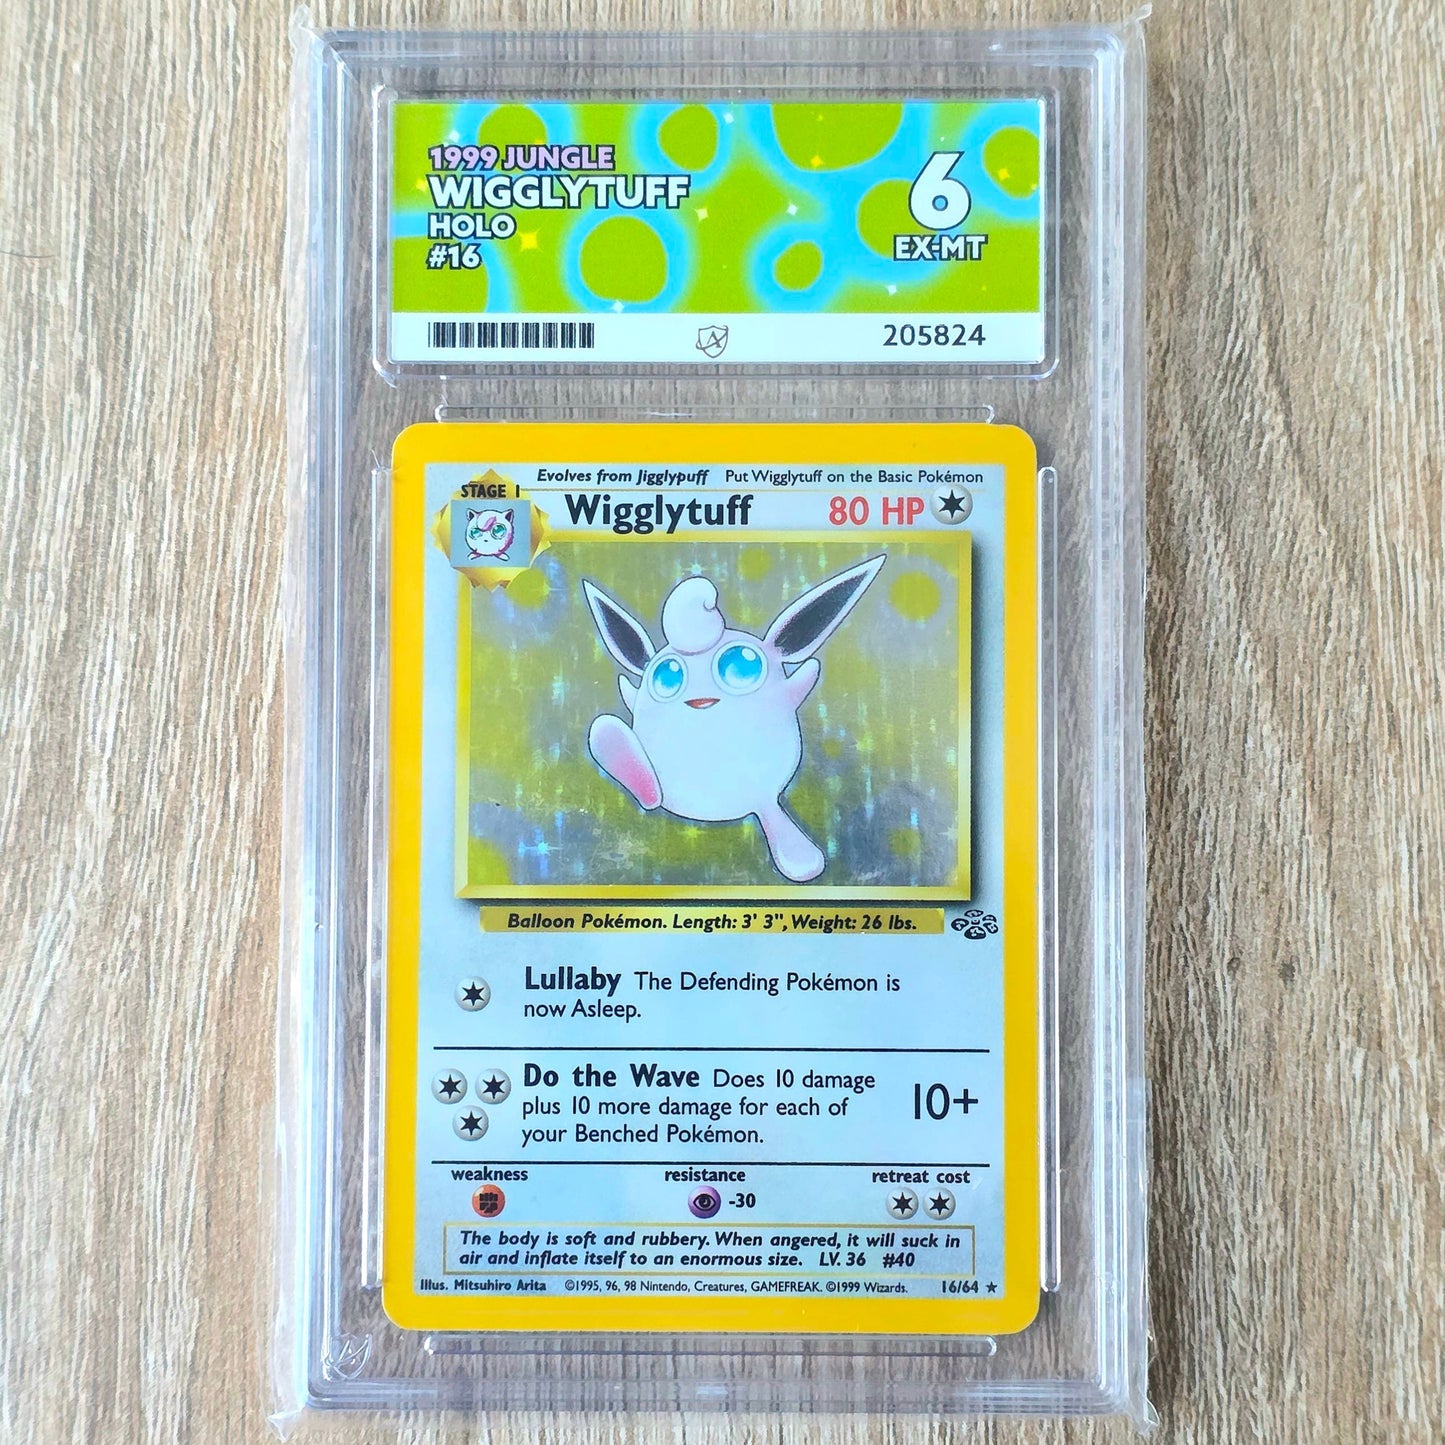 1999 JUNGLE
WIGGLYTUFF
HOLO
#16
6
EX-MT
205824
Evolves from Jigglypuff Put Wigglytuff on the Basic Pokémon
STAGE 1
Wigglytuff 80 HP
Balloon Pokémon. Length: 3' 3", Weight: 26 lbs.
Lullaby The Defending Pokémon is
now Asleep.
Do the Wave Does 10 damage
plus 10 more damage for each of
your Benched Pokémon.
10+
weakness resistance retreat cost
-30
The body is soft and rubbery. When angered, it will suck in
air and inflate itself to an enormous size. LV. 36 #40
Illus. Mitsuhiro Arita ©1995, 96, 98 Nintendo, Creatures, GAMEFREAK. ©1999 Wizards. 16/64 ★